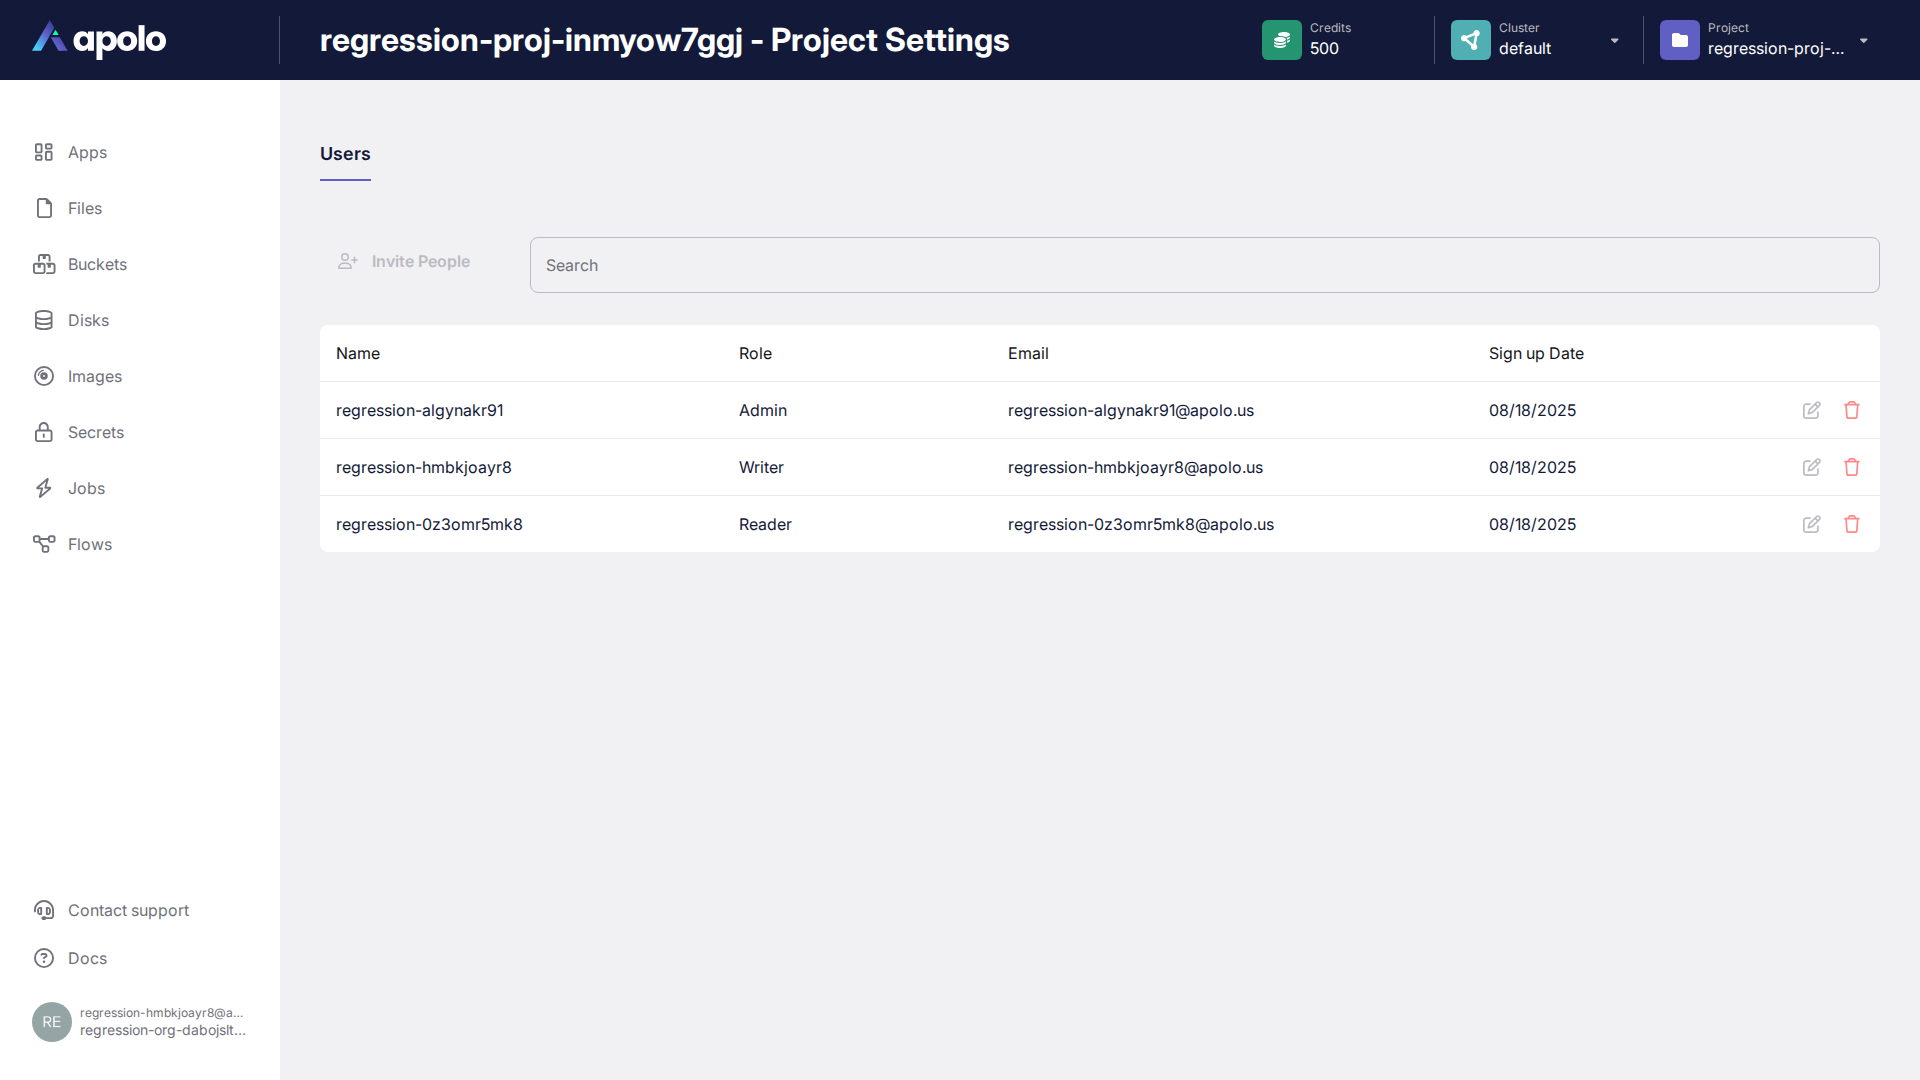 apolo
regression-proj-inmyow7ggj - Project Settings
Credits
500
Cluster
default
Project
regression-proj-...
Apps
Files
Buckets
Disks
Images
Secrets
Jobs
Flows
Contact support
Docs
RE
regression-hmbkjoayr8@a...
regression-org-dabojslt...
Users
Invite People
Search
Name Role Email Sign up Date
regression-algynakr91 Admin regression-algynakr91@apolo.us 08/18/2025
regression-hmbkjoayr8 Writer regression-hmbkjoayr8@apolo.us 08/18/2025
regression-0z3omr5mk8 Reader regression-0z3omr5mk8@apolo.us 08/18/2025